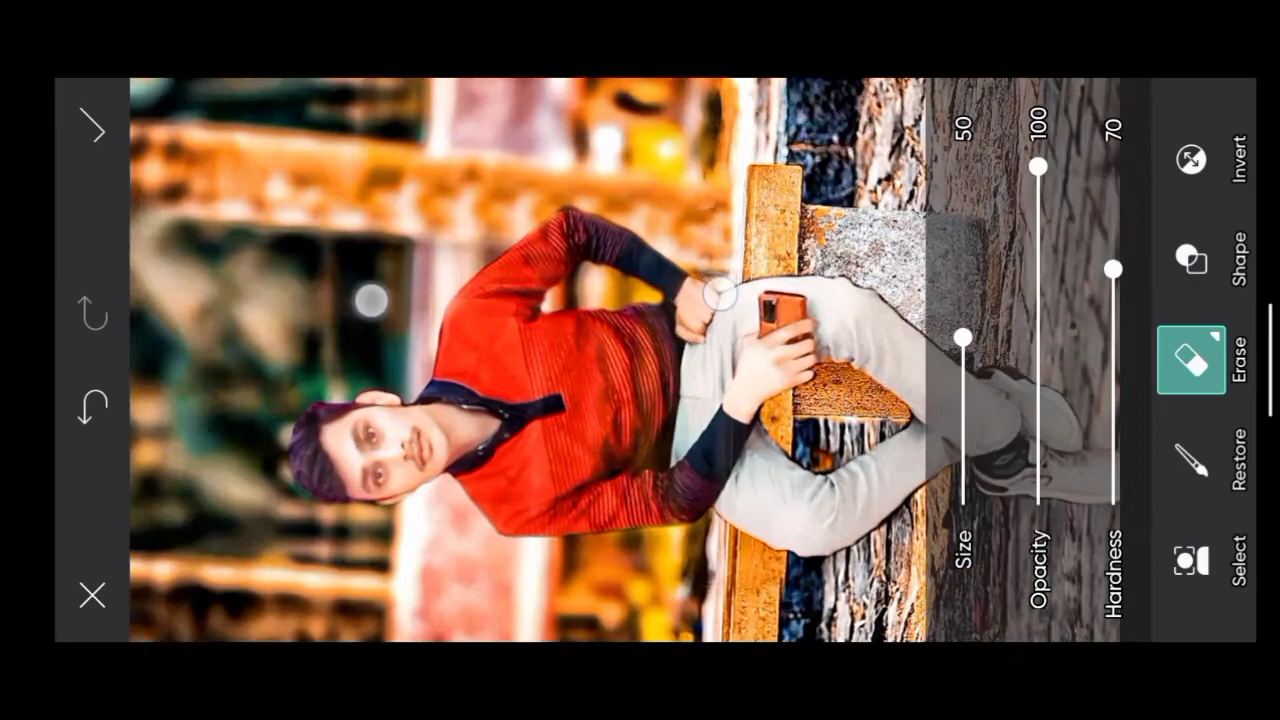 Size 50
Opacity 100
Hardness 70
Select
Restore
Erase
Shape
Invert